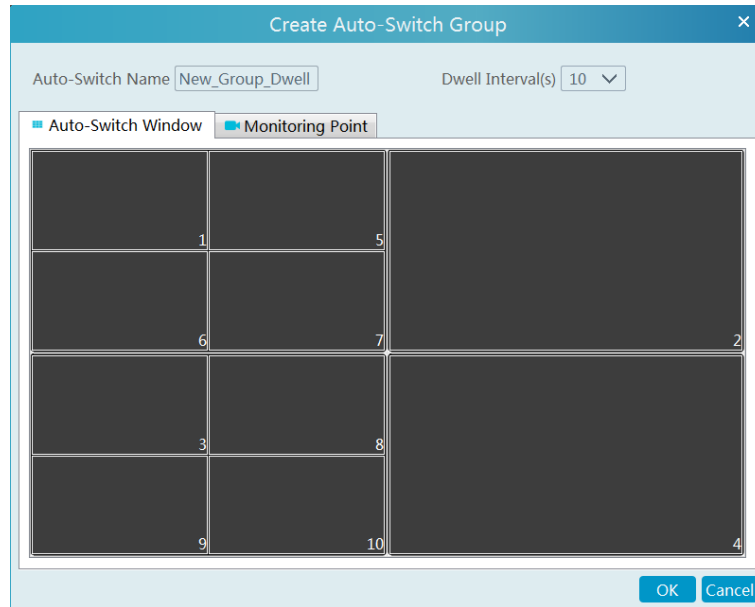 Create Auto-Switch Group
Auto-Switch Name New_Group_Dwell Dwell Interval(s) 10
Auto-Switch Window Monitoring Point
1 5
6 7 2
3 8
9 10 4
OK Cancel